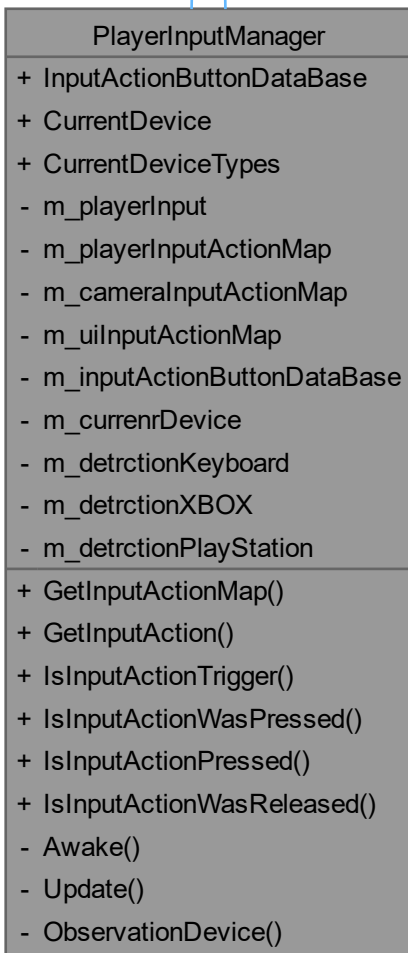 PlayerInputManager
+ InputActionButtonDataBase
+ CurrentDevice
+ CurrentDeviceTypes
- m_playerInput
- m_playerInputActionMap
- m_cameraInputActionMap
- m_uiInputActionMap
- m_inputActionButtonDataBase
- m_currenrDevice
- m_detrctionKeyboard
- m_detrctionXBOX
- m_detrctionPlayStation
+ GetInputActionMap()
+ GetInputAction()
+ IsInputActionTrigger()
+ IsInputActionWasPressed()
+ IsInputActionPressed()
+ IsInputActionWasReleased()
- Awake()
- Update()
- ObservationDevice()